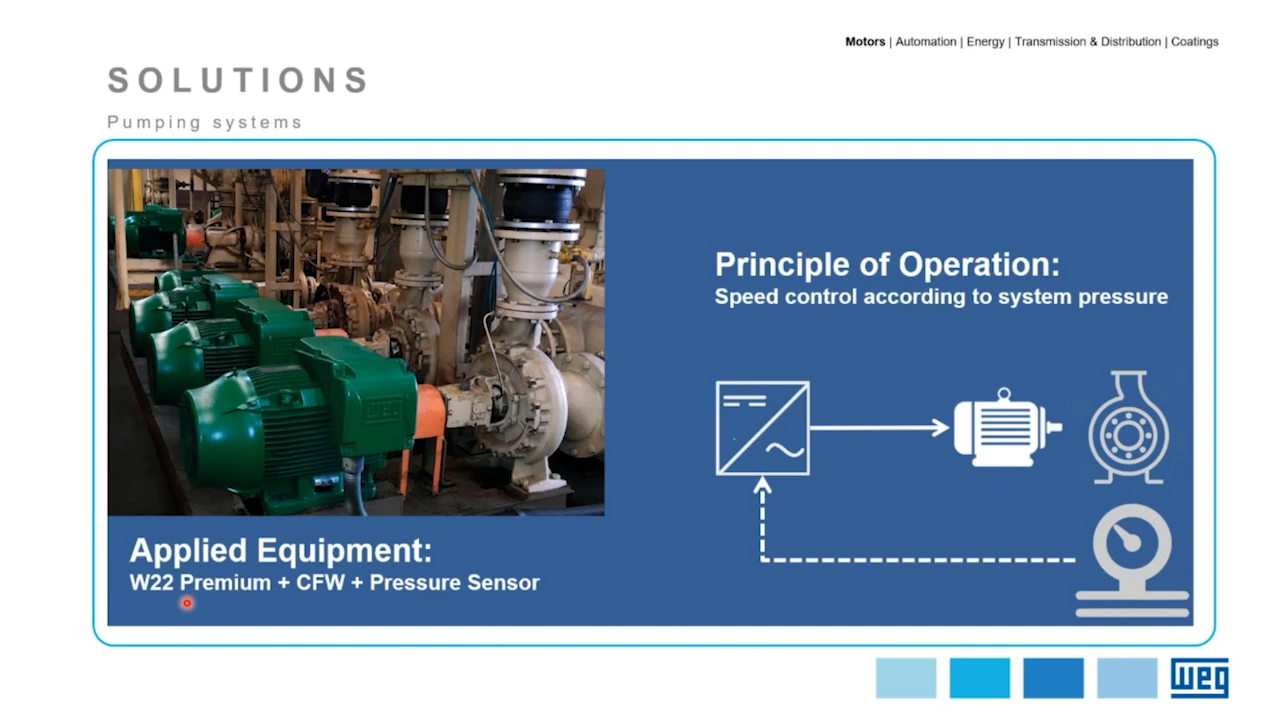 Motors | Automation | Energy | Transmission & Distribution | Coatings
SOLUTIONS
Pumping systems
WEG
Principle of Operation:
Speed control according to system pressure
Applied Equipment:
W22 Premium + CFW + Pressure Sensor
WEG